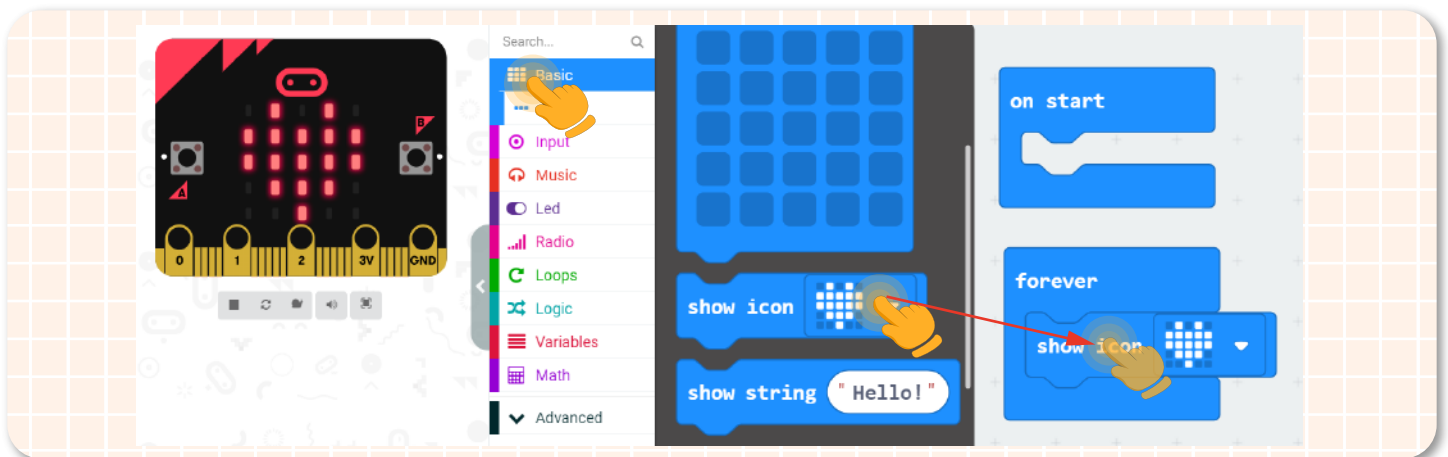 A
B
0
1
2
3V
GND
Search...
Basic
Input
Music
Led
Radio
Loops
Logic
Variables
Math
Advanced
show icon
show string "Hello!"
on start
forever
show icon